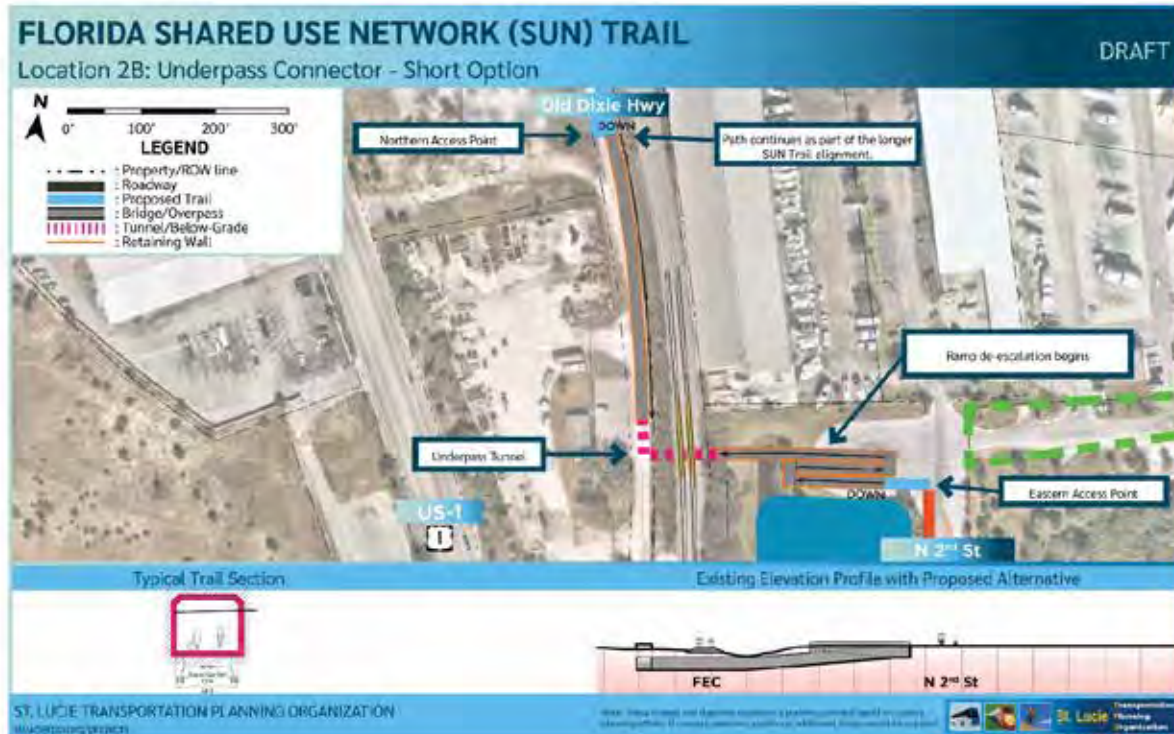 FLORIDA SHARED USE NETWORK (SUN) TRAIL
Location 2B: Underpass Connector - Short Option
DRAFT
N
0' 100' 200' 300'
LEGEND
: Property/ROW line
: Roadway
: Proposed Trail
: Bridge/Overpass
: Tunnel/Below-Grade
: Retaining Wall
Old Dixie Hwy
DOWN
Northern Access Point
Path continues as part of the longer
SUN Trail alignment.
Ramp de-escalation begins
Underpass Tunnel
DOWN
Eastern Access Point
US-1
1
N 2nd St
Typical Trail Section
Existing Elevation Profile with Proposed Alternative
FEC
N 2nd St
ST. LUCIE TRANSPORTATION PLANNING ORGANIZATION
St. Lucie
Transportation
Planning
Organization